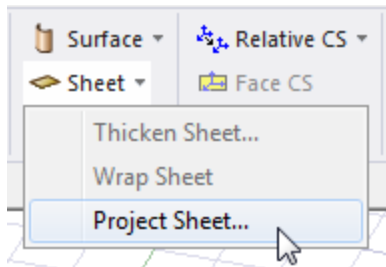 Surface
Relative CS
Sheet
Face CS
Thicken Sheet...
Wrap Sheet
Project Sheet...